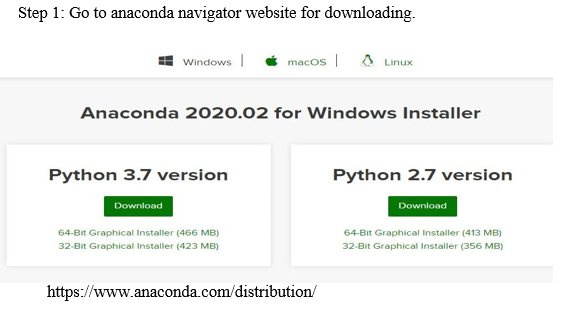 Step 1: Go to anaconda navigator website for downloading.
Windows | macOS | Linux
Anaconda 2020.02 for Windows Installer
Python 3.7 version
Download
64-Bit Graphical Installer (466 MB)
32-Bit Graphical Installer (423 MB)
Python 2.7 version
Download
64-Bit Graphical Installer (413 MB)
32-Bit Graphical Installer (356 MB)
https://www.anaconda.com/distribution/